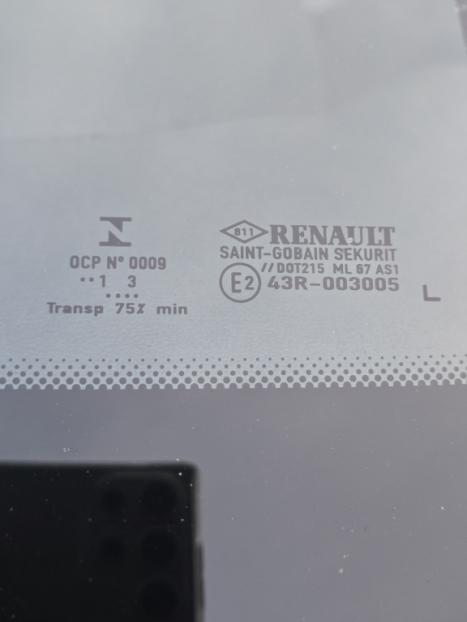 OCP Nº 0009
••1 3
••••
Transp 75% min
811 RENAULT
SAINT-GOBAIN SEKURIT
//DOT215 ML 67 AS1
E2 43R-003005